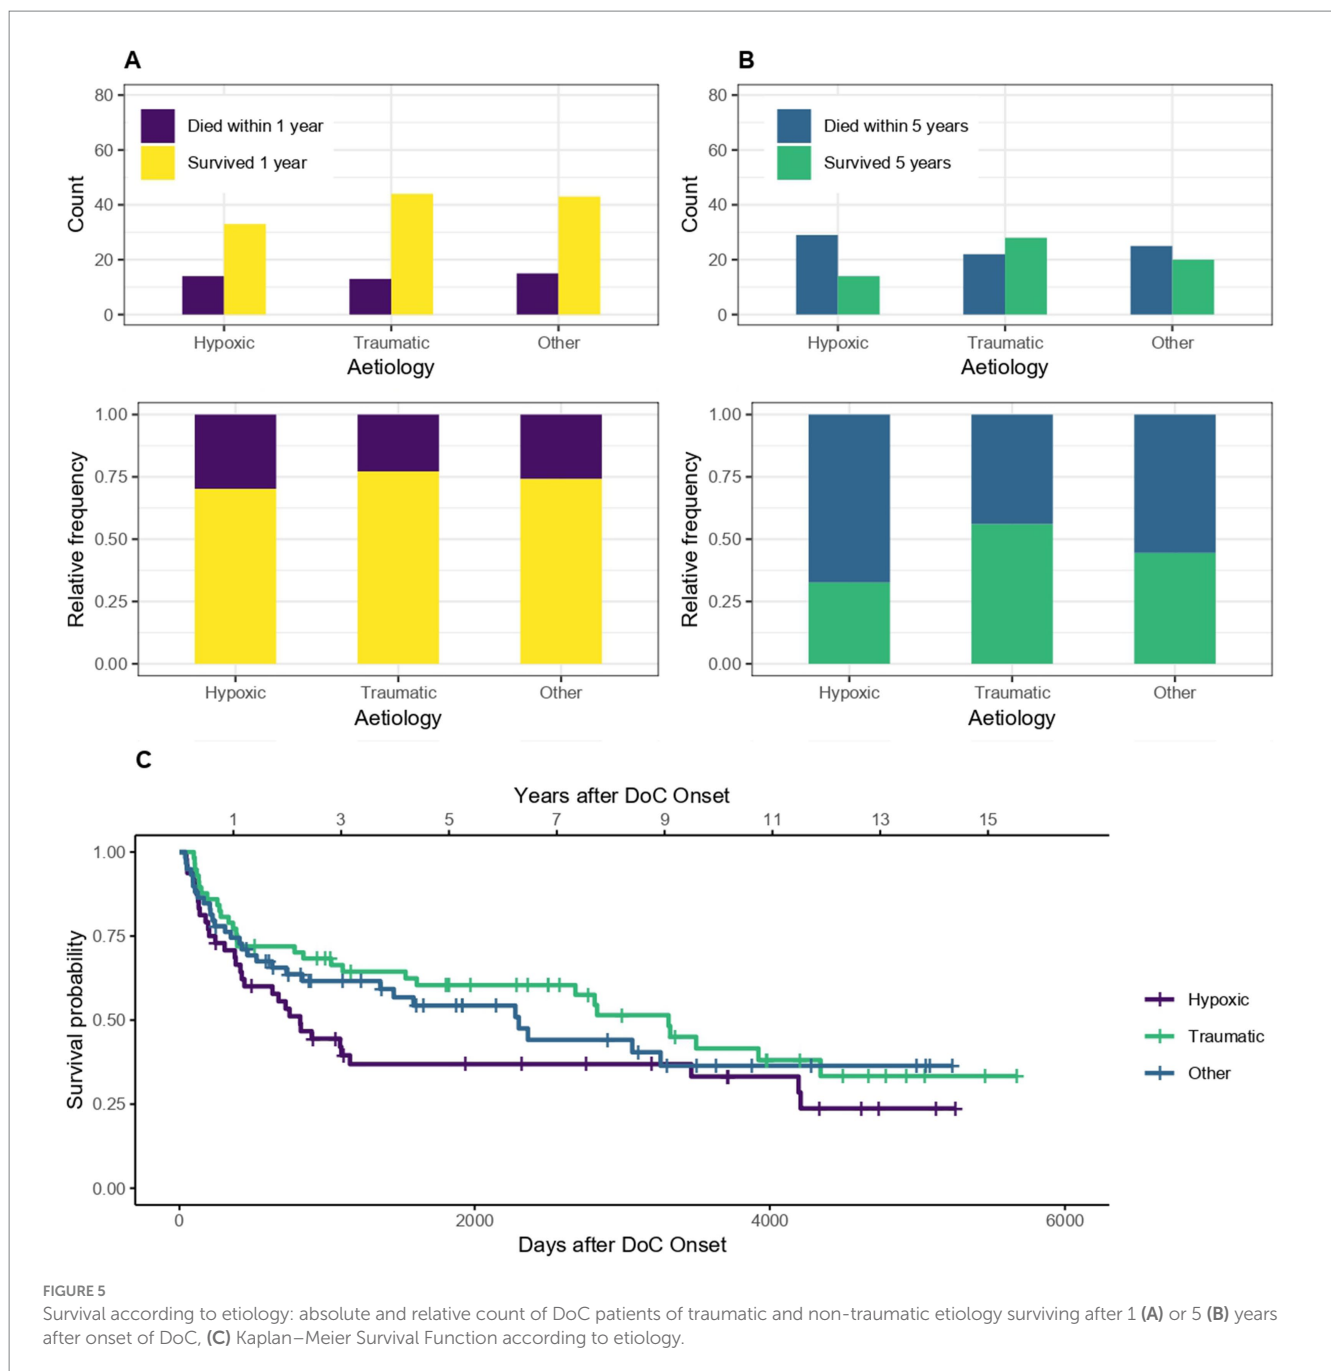 A
80
60
40
20
0
Count
Died within 1 year
Survived 1 year
Hypoxic Traumatic Other
Aetiology
1.00
0.75
0.50
0.25
0.00
Relative frequency
Hypoxic Traumatic Other
Aetiology
B
80
60
40
20
0
Count
Died within 5 years
Survived 5 years
Hypoxic Traumatic Other
Aetiology
1.00
0.75
0.50
0.25
0.00
Relative frequency
Hypoxic Traumatic Other
Aetiology
C
Years after DoC Onset
1 3 5 7 9 11 13 15
1.00
0.75
0.50
0.25
0.00
Survival probability
0 2000 4000 6000
Days after DoC Onset
Hypoxic
Traumatic
Other
FIGURE 5
Survival according to etiology: absolute and relative count of DoC patients of traumatic and non-traumatic etiology surviving after 1 (A) or 5 (B) years
after onset of DoC, (C) Kaplan–Meier Survival Function according to etiology.